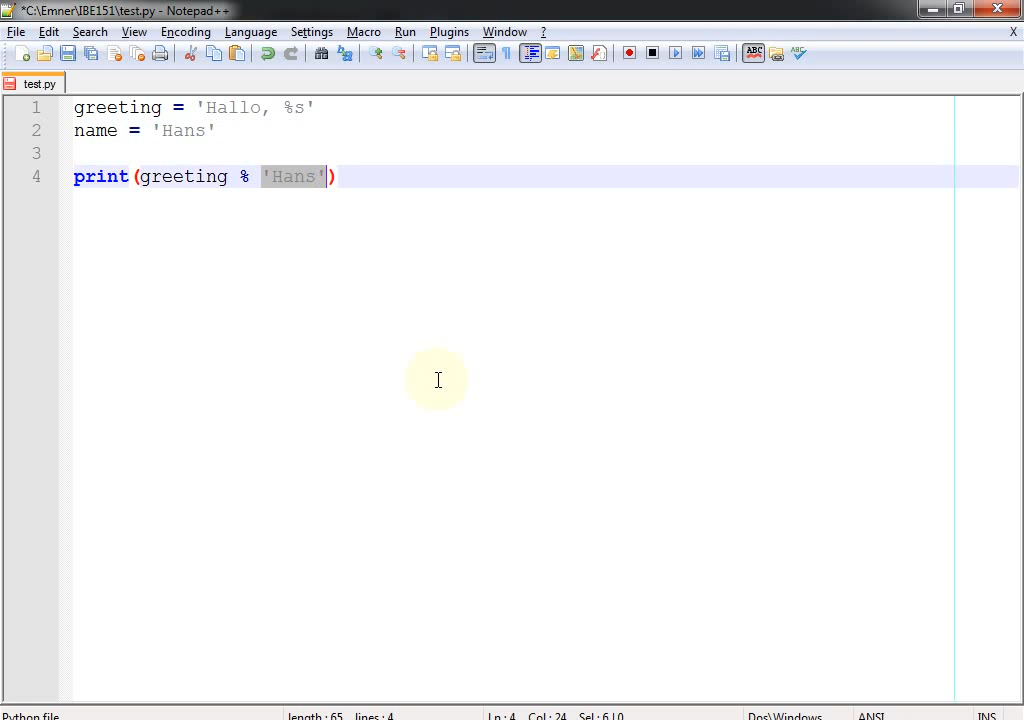 *C:\Emner\IBE151\test.py - Notepad++
File Edit Search View Encoding Language Settings Macro Run Plugins Window ? X
ABC ABC
test.py
1 greeting = 'Hallo, %s'
2 name = 'Hans'
3
4 print(greeting % 'Hans')
Python file length : 65 lines : 4 Ln : 4 Col : 24 Sel : 6 | 0 Dos\Windows ANSI INS